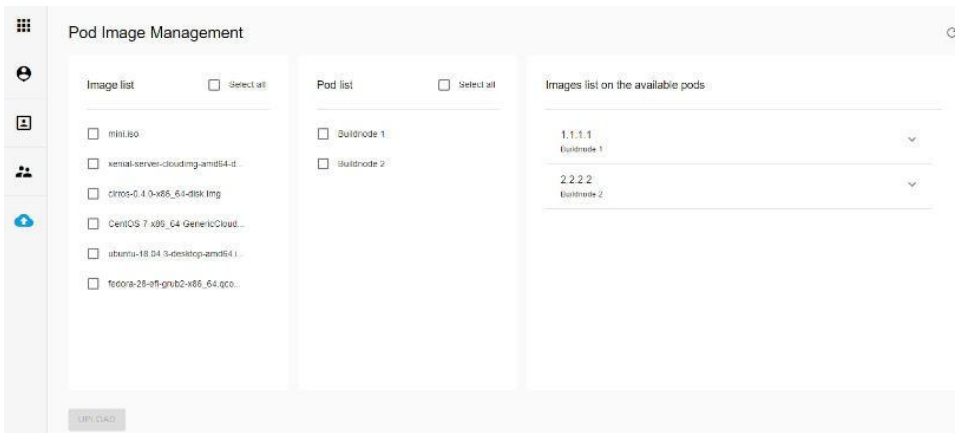 Pod Image Management
Image list
Select all
mini.iso
xenial-server-cloudimg-amd64-d...
cirros-0.4.0-x86_64-disk.img
CentOS-7-x86_64-GenericCloud...
ubuntu-18.04.3-desktop-amd64.i...
fedora-28-efi-grub2-x86_64.qco...
Pod list
Select all
Buildnode 1
Buildnode 2
Images list on the available pods
1.1.1.1
Buildnode 1
2.2.2.2
Buildnode 2
UPLOAD